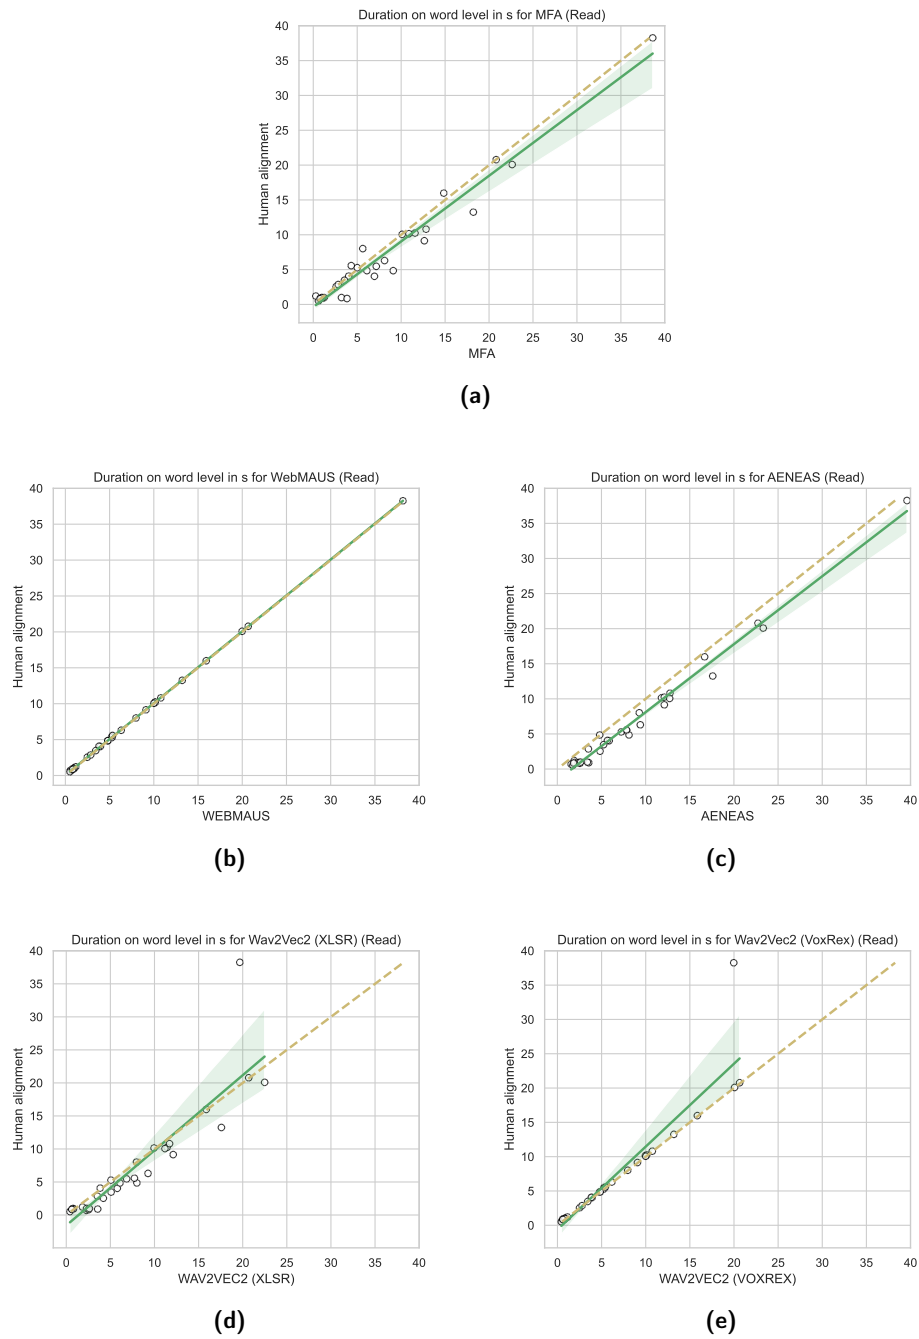 Duration on word level in s for MFA (Read)
40
35
30
25
20
15
10
5
0
Human alignment
0 5 10 15 20 25 30 35 40
MFA
(a)
Duration on word level in s for WebMAUS (Read)
40
35
30
25
20
15
10
5
0
Human alignment
0 5 10 15 20 25 30 35 40
WEBMAUS
(b)
Duration on word level in s for AENEAS (Read)
40
35
30
25
20
15
10
5
0
Human alignment
0 5 10 15 20 25 30 35 40
AENEAS
(c)
Duration on word level in s for Wav2Vec2 (XLSR) (Read)
40
35
30
25
20
15
10
5
0
Human alignment
0 5 10 15 20 25 30 35 40
WAV2VEC2 (XLSR)
(d)
Duration on word level in s for Wav2Vec2 (VoxRex) (Read)
40
35
30
25
20
15
10
5
0
Human alignment
0 5 10 15 20 25 30 35 40
WAV2VEC2 (VOXREX)
(e)